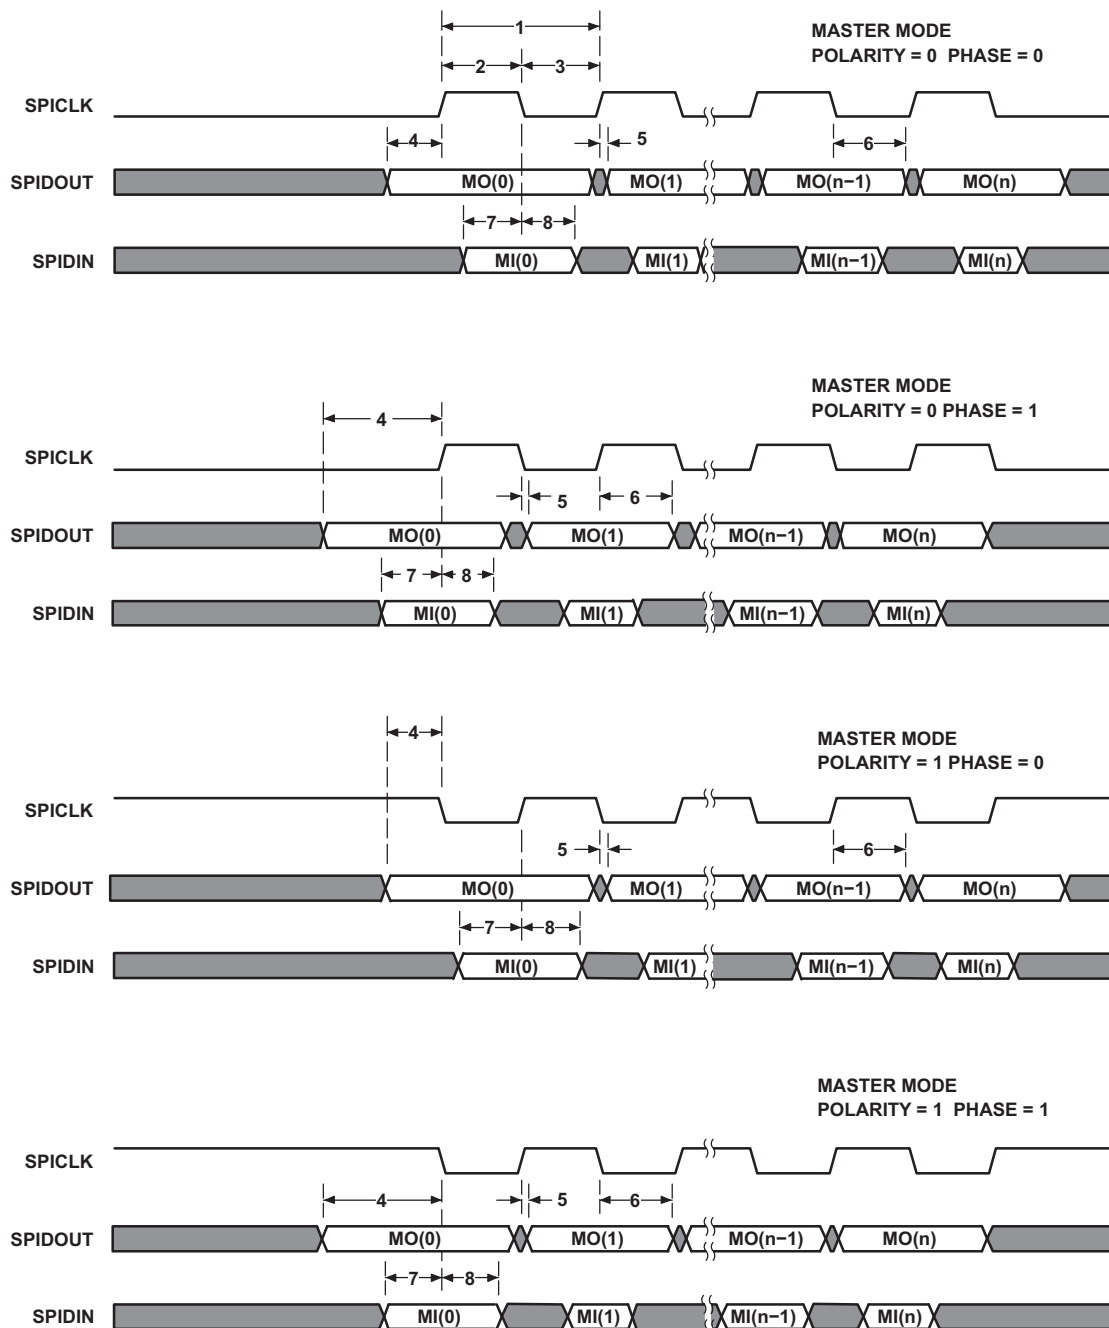 1
MASTER MODE
POLARITY = 0 PHASE = 0
2
3
SPICLK
4
5
6
SPIDOUT
MO(0)
MO(1)
MO(n−1)
MO(n)
7
8
SPIDIN
MI(0)
MI(1)
MI(n−1)
MI(n)
MASTER MODE
POLARITY = 0 PHASE = 1
4
SPICLK
5
6
SPIDOUT
MO(0)
MO(1)
MO(n−1)
MO(n)
7
8
SPIDIN
MI(0)
MI(1)
MI(n−1)
MI(n)
4
MASTER MODE
POLARITY = 1 PHASE = 0
SPICLK
5
6
SPIDOUT
MO(0)
MO(1)
MO(n−1)
MO(n)
7
8
SPIDIN
MI(0)
MI(1)
MI(n−1)
MI(n)
MASTER MODE
POLARITY = 1 PHASE = 1
SPICLK
4
5
6
SPIDOUT
MO(0)
MO(1)
MO(n−1)
MO(n)
7
8
SPIDIN
MI(0)
MI(1)
MI(n−1)
MI(n)